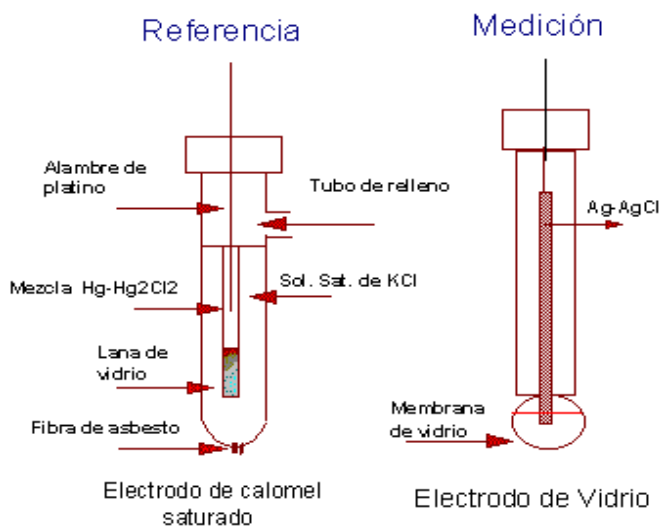 Referencia
Medición
Alambre de
platino
Tubo de relleno
Ag-AgCl
Mezcla Hg-Hg2Cl2
Sol. Sat. de KCl
Lana de
vidrio
Membrana
de vidrio
Fibra de asbesto
Electrodo de calomel
saturado
Electrodo de Vidrio